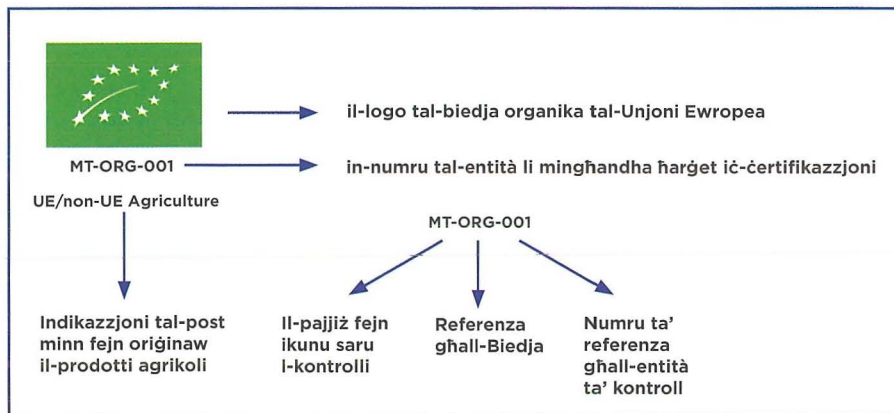 il-logo tal-biedja organika tal-Unjoni Ewropea
MT-ORG-001
in-numru tal-entità li mingħandha ħarġet iċ-ċertifikazzjoni
UE/non-UE Agriculture
MT-ORG-001
Indikazzjoni tal-post
minn fejn oriġinaw
il-prodotti agrikoli
Il-pajjiż fejn
ikunu saru
l-kontrolli
Referenza
għall-Biedja
Numru ta'
referenza
għall-entità
ta' kontroll